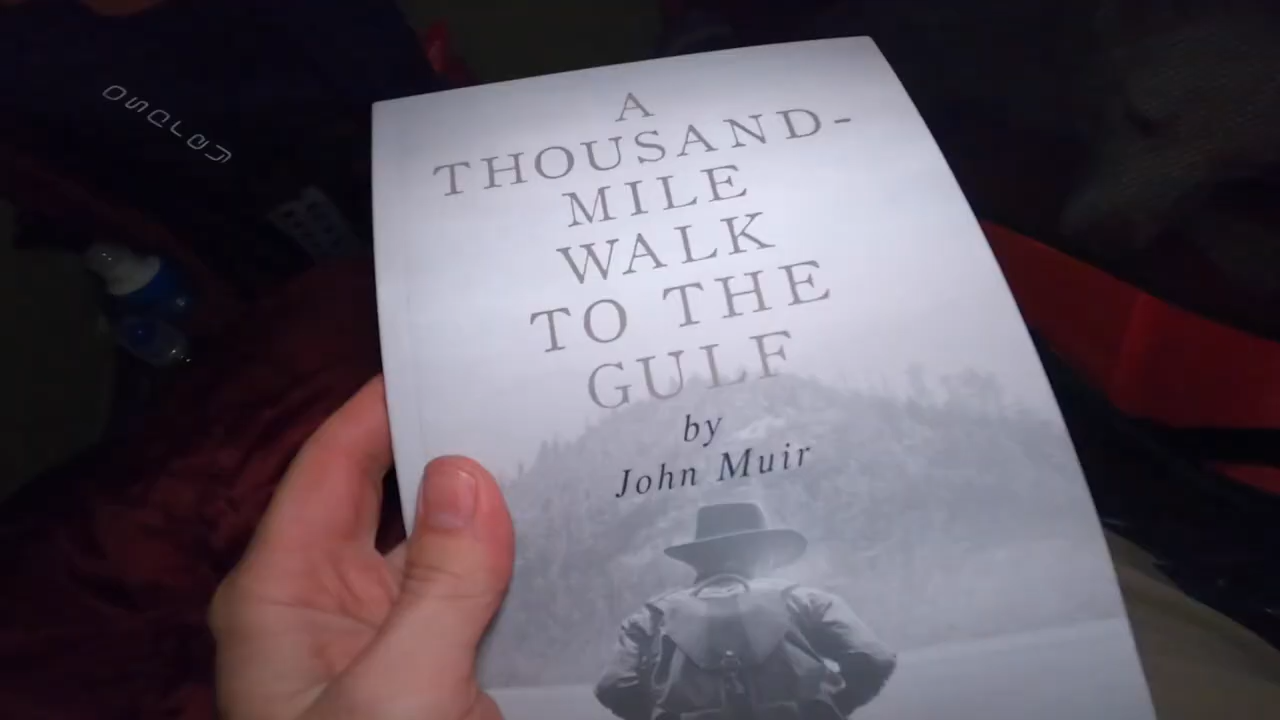 A
THOUSAND-
MILE
WALK
TO THE
GULF
by
John Muir